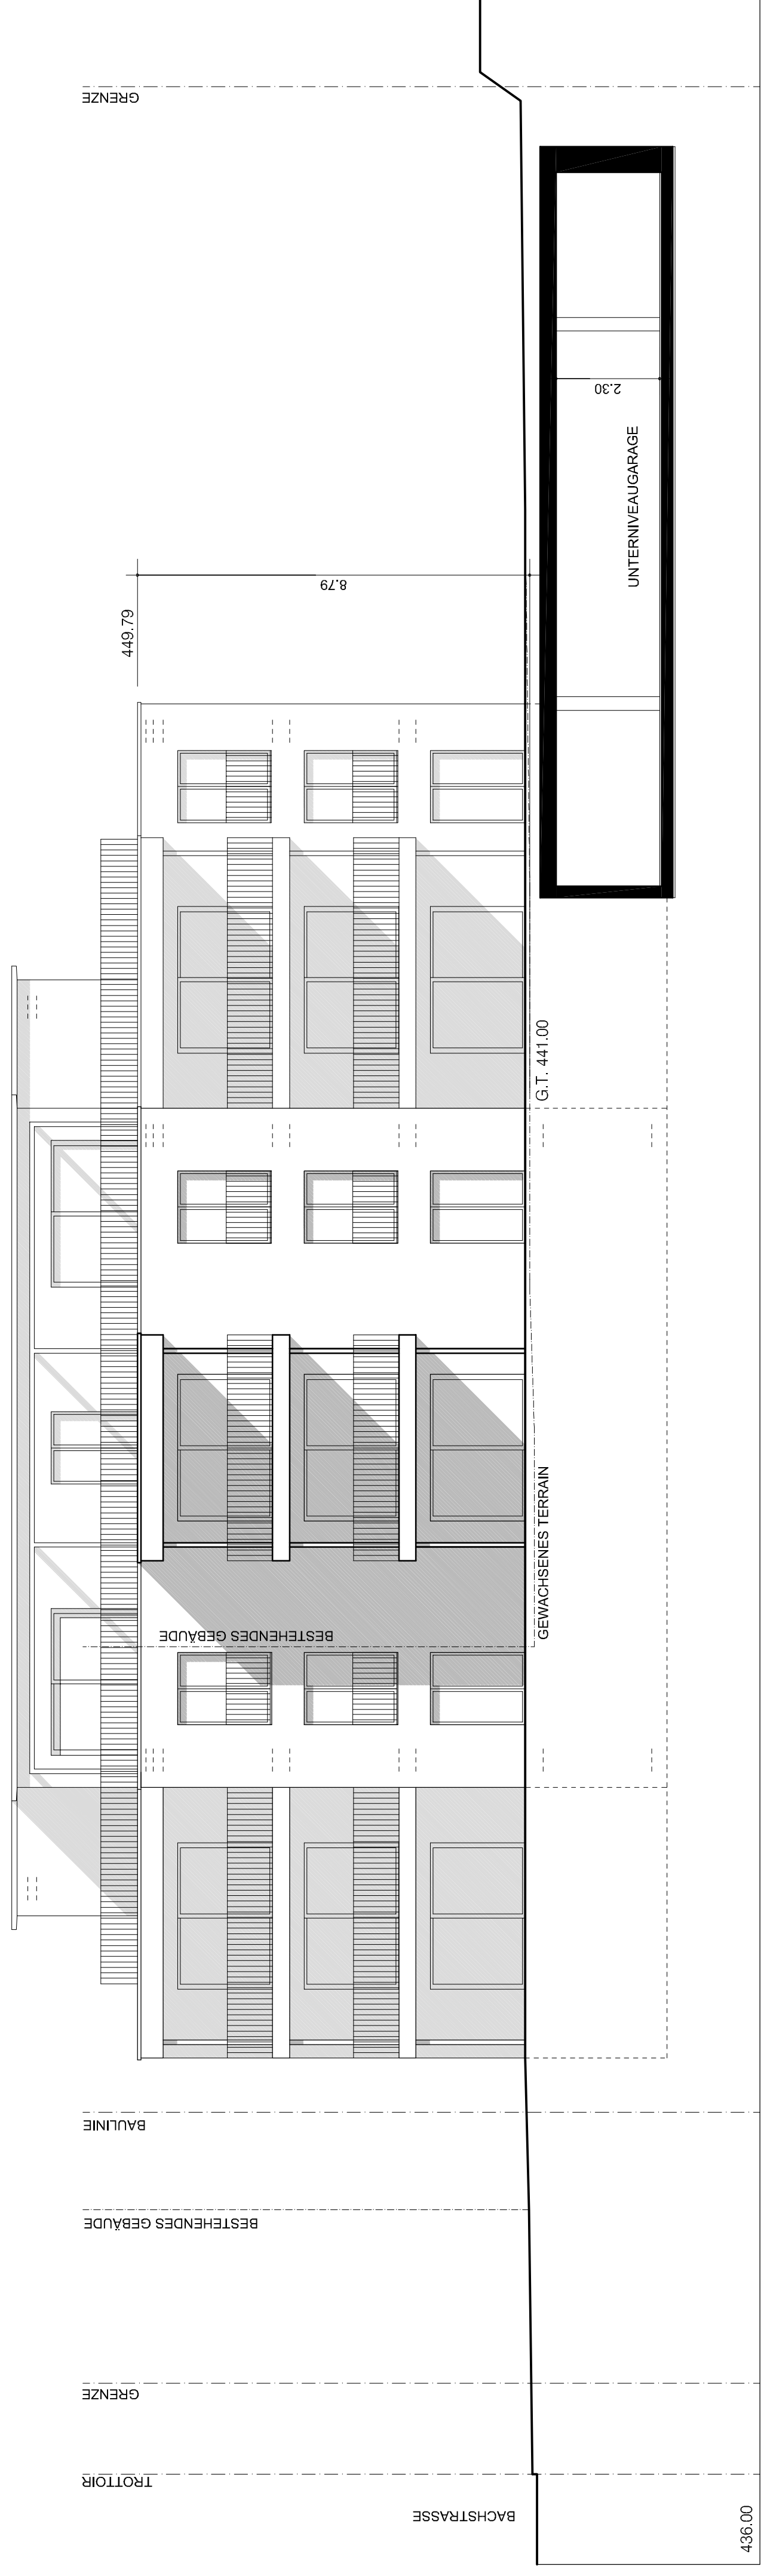 GRENZE
2.30
UNTERNIVEAUGARAGE
8.79
449.79
G.T. 441.00
GEWACHSENES TERRAIN
BESTEHENDES GEBÄUDE
BAULINIE
BESTEHENDES GEBÄUDE
GRENZE
TROTTOIR
BACHSTRASSE
436.00